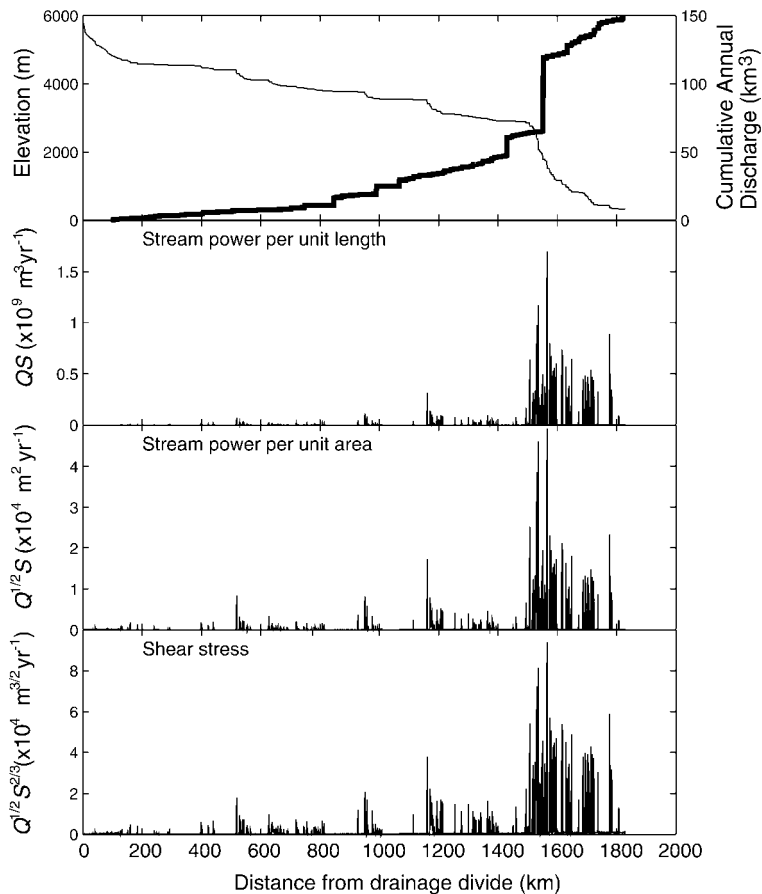 6000
4000
2000
0
Elevation (m)
150
100
50
0
Cumulative Annual
Discharge (km³)
Stream power per unit length
1.5
1
0.5
0
QS (x10⁹ m³yr⁻¹)
Stream power per unit area
4
3
2
1
0
Q¹/²S (x10⁴ m² yr⁻¹)
Shear stress
8
6
4
2
0
Q¹/²S²/³(x10⁴ m³/²yr⁻¹)
0 200 400 600 800 1000 1200 1400 1600 1800 2000
Distance from drainage divide (km)